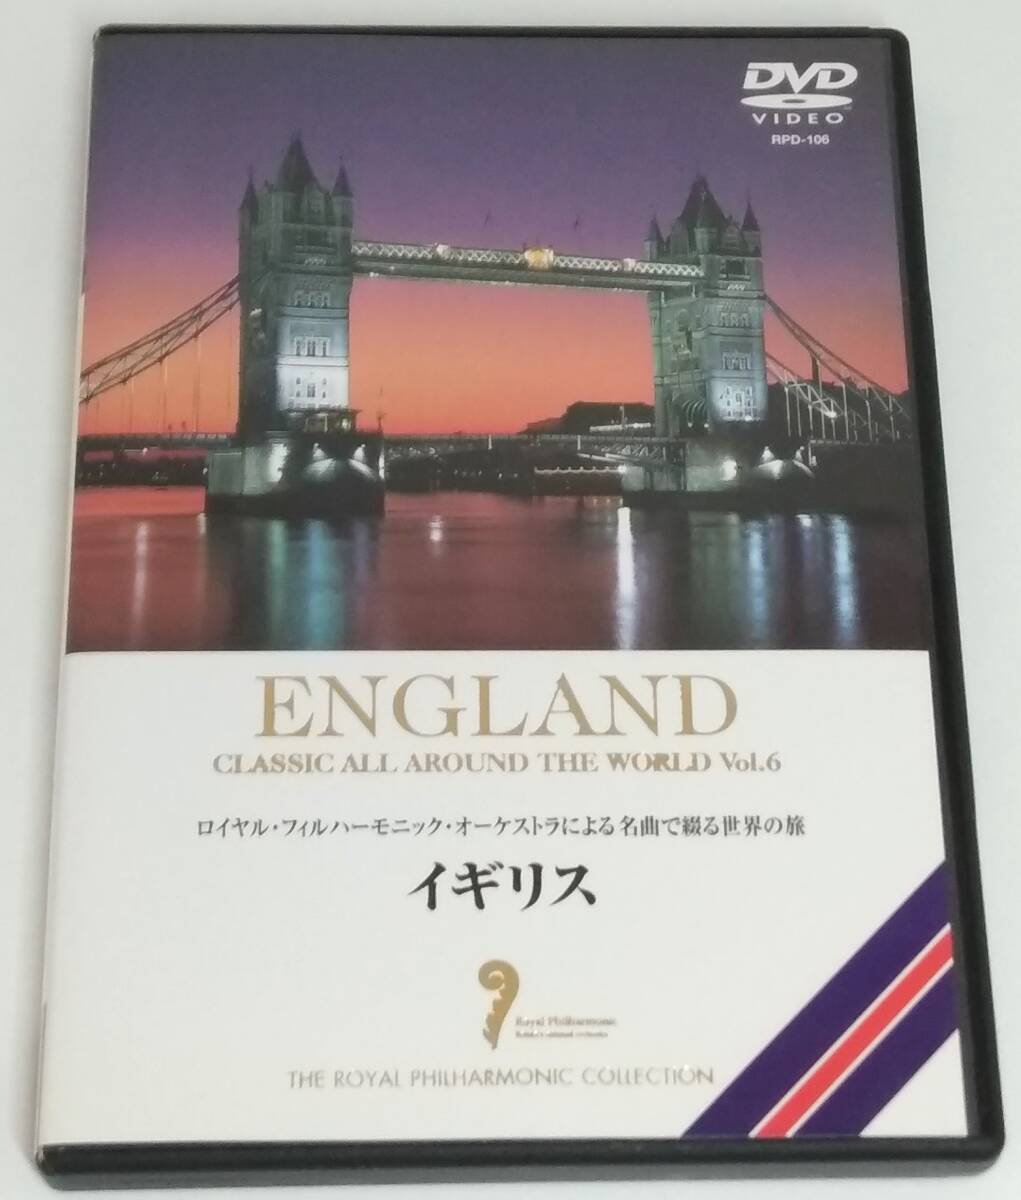 DVD
VIDEO
RPD-106
ENGLAND
CLASSIC ALL AROUND THE WORLD Vol.6
ロイヤル・フィルハーモニック・オーケストラによる名曲で綴る世界の旅
イギリス
Royal Philharmonic
THE ROYAL PHILHARMONIC COLLECTION